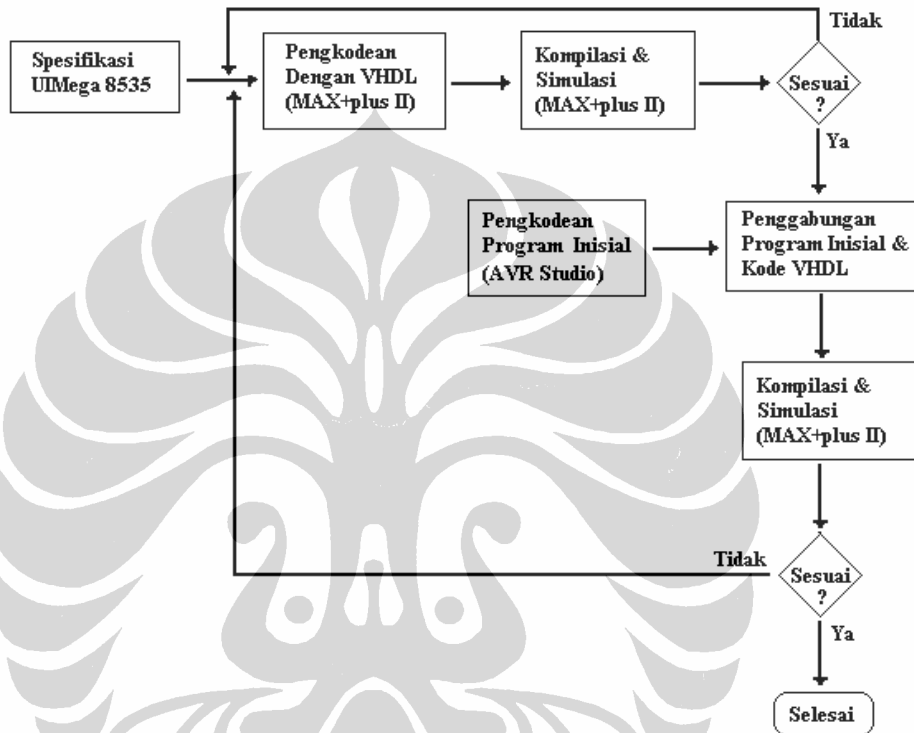 Tidak
Spesifikasi
UIMega 8535
Pengkodean
Dengan VHDL
(MAX+plus II)
Kompilasi &
Simulasi
(MAX+plus II)
Sesuai
?
Ya
Pengkodean
Program Inisial
(AVR Studio)
Penggabungan
Program Inisial &
Kode VHDL
Kompilasi &
Simulasi
(MAX+plus II)
Tidak
Sesuai
?
Ya
Selesai